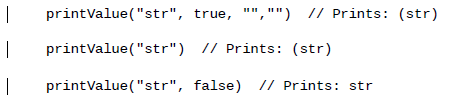 printValue("str", true, "","")  // Prints: (str)
printValue("str")  // Prints: (str)
printValue("str", false)  // Prints: str